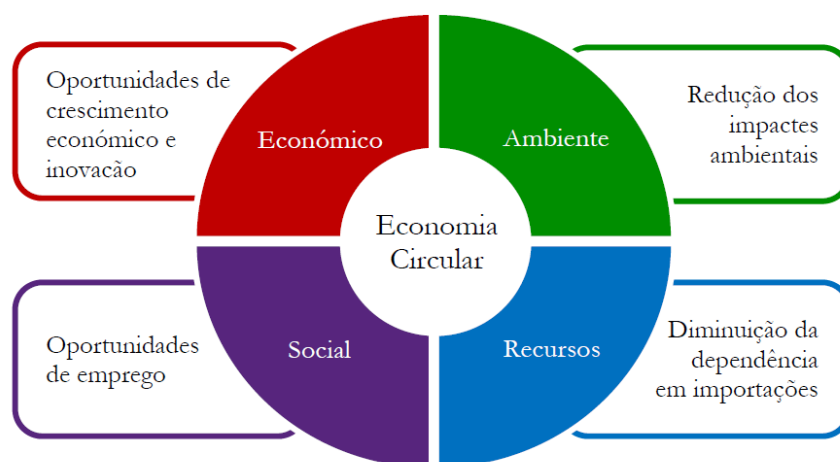 Oportunidades de
crescimento
económico e
inovacão
Económico
Ambiente
Redução dos
impactes
ambientais
Economia
Circular
Oportunidades
de emprego
Social
Recursos
Diminuição da
dependência
em importações